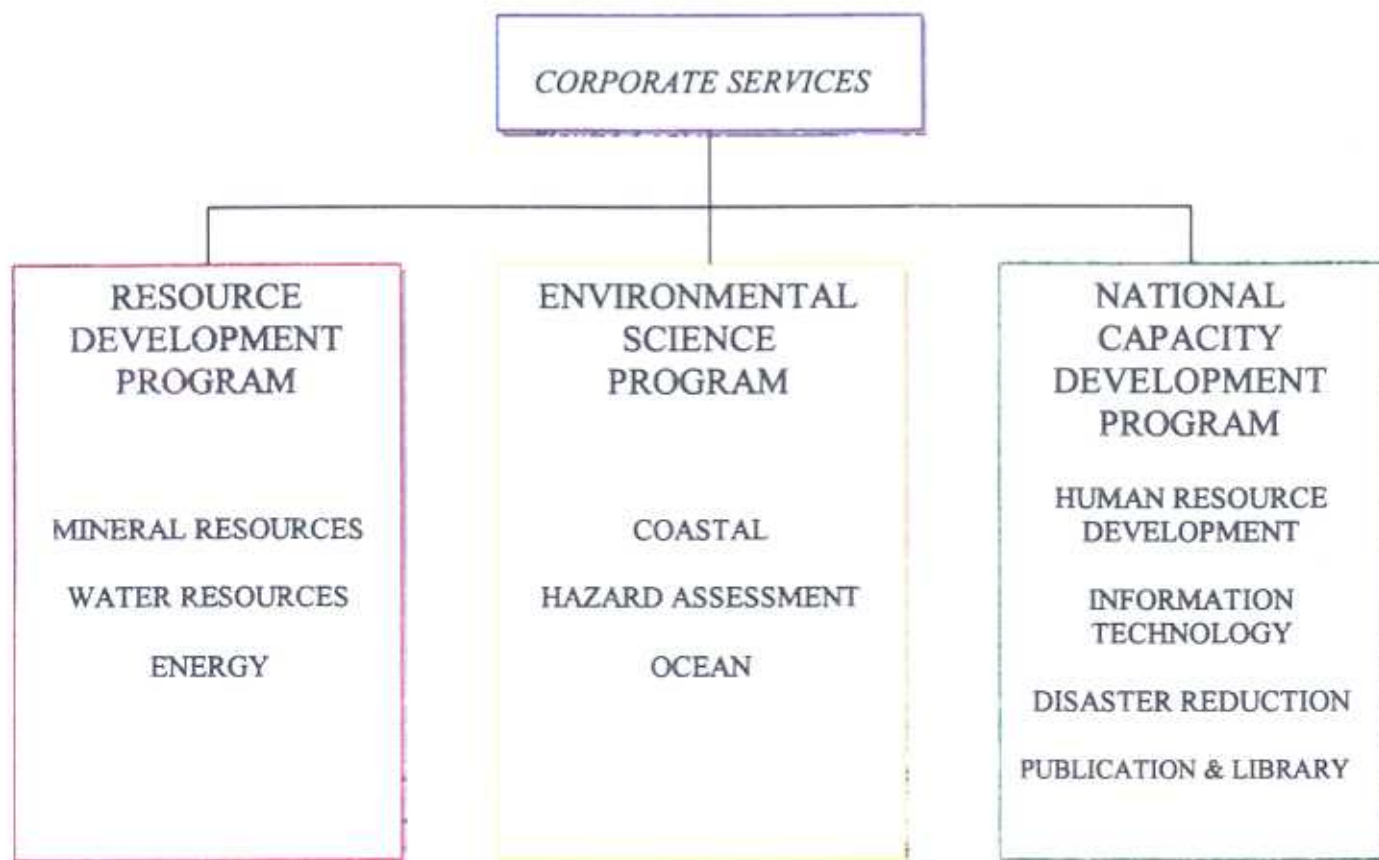 CORPORATE SERVICES
RESOURCE
DEVELOPMENT
PROGRAM
MINERAL RESOURCES
WATER RESOURCES
ENERGY
ENVIRONMENTAL
SCIENCE
PROGRAM
COASTAL
HAZARD ASSESSMENT
OCEAN
NATIONAL
CAPACITY
DEVELOPMENT
PROGRAM
HUMAN RESOURCE
DEVELOPMENT
INFORMATION
TECHNOLOGY
DISASTER REDUCTION
PUBLICATION & LIBRARY